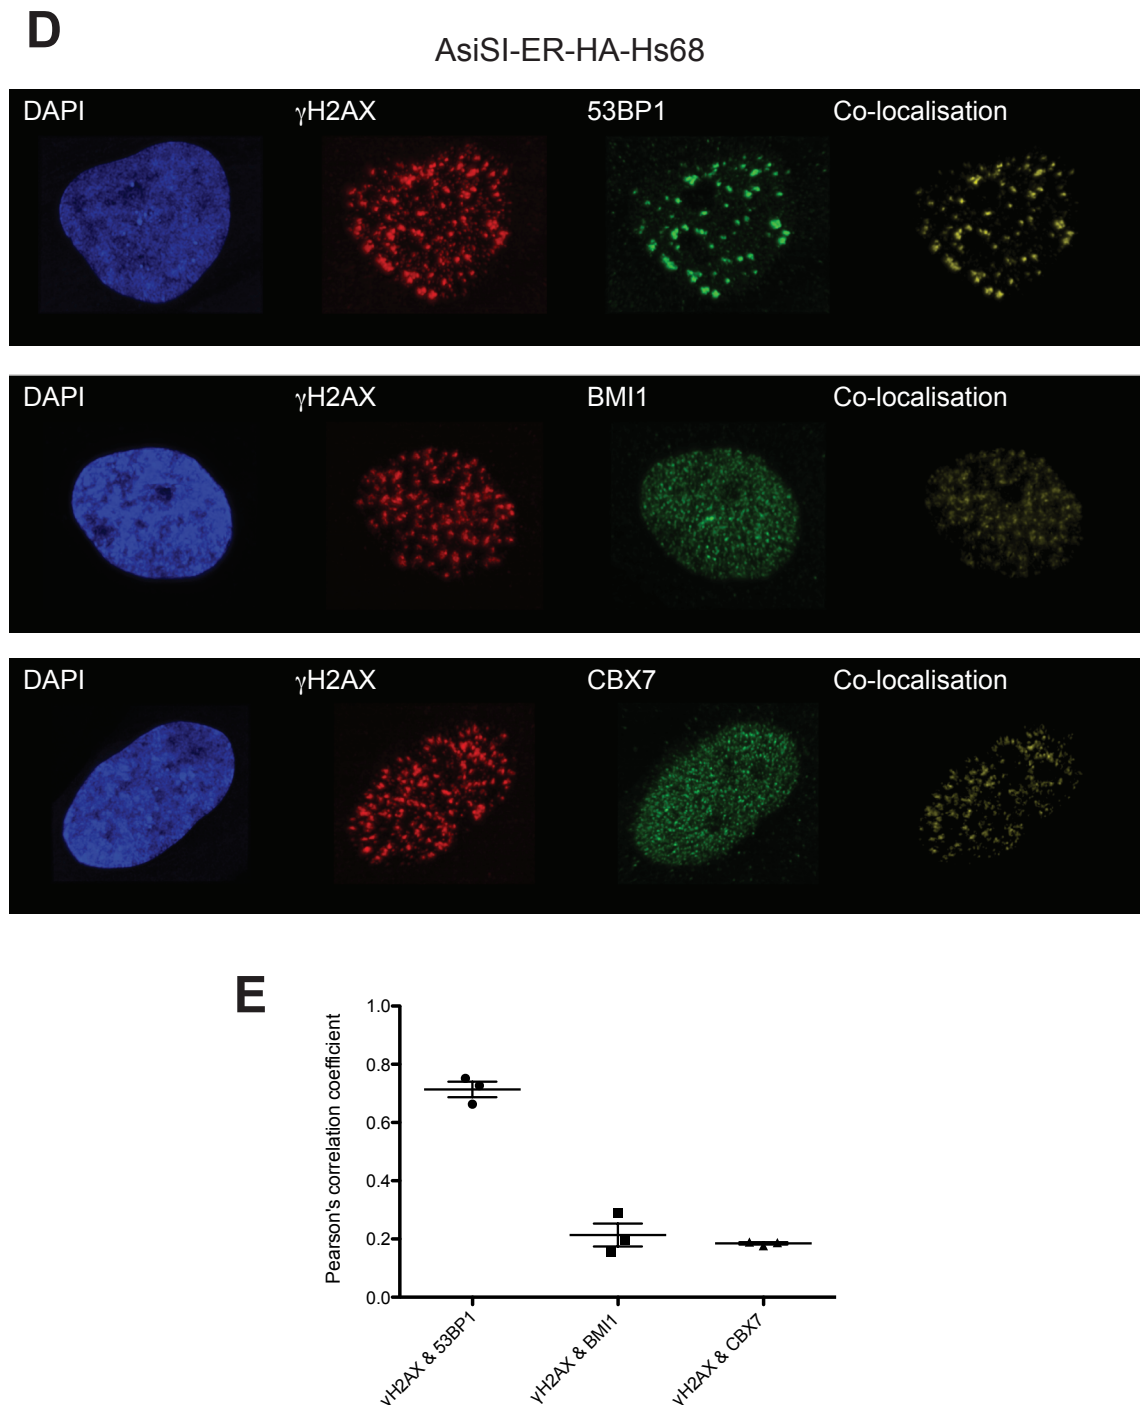 D
AsiSI-ER-HA-Hs68
DAPI γH2AX 53BP1 Co-localisation
DAPI γH2AX BMI1 Co-localisation
DAPI γH2AX CBX7 Co-localisation
E
Pearson's correlation coefficient
1.0
0.8
0.6
0.4
0.2
0.0
γH2AX & 53BP1
γH2AX & BMI1
γH2AX & CBX7